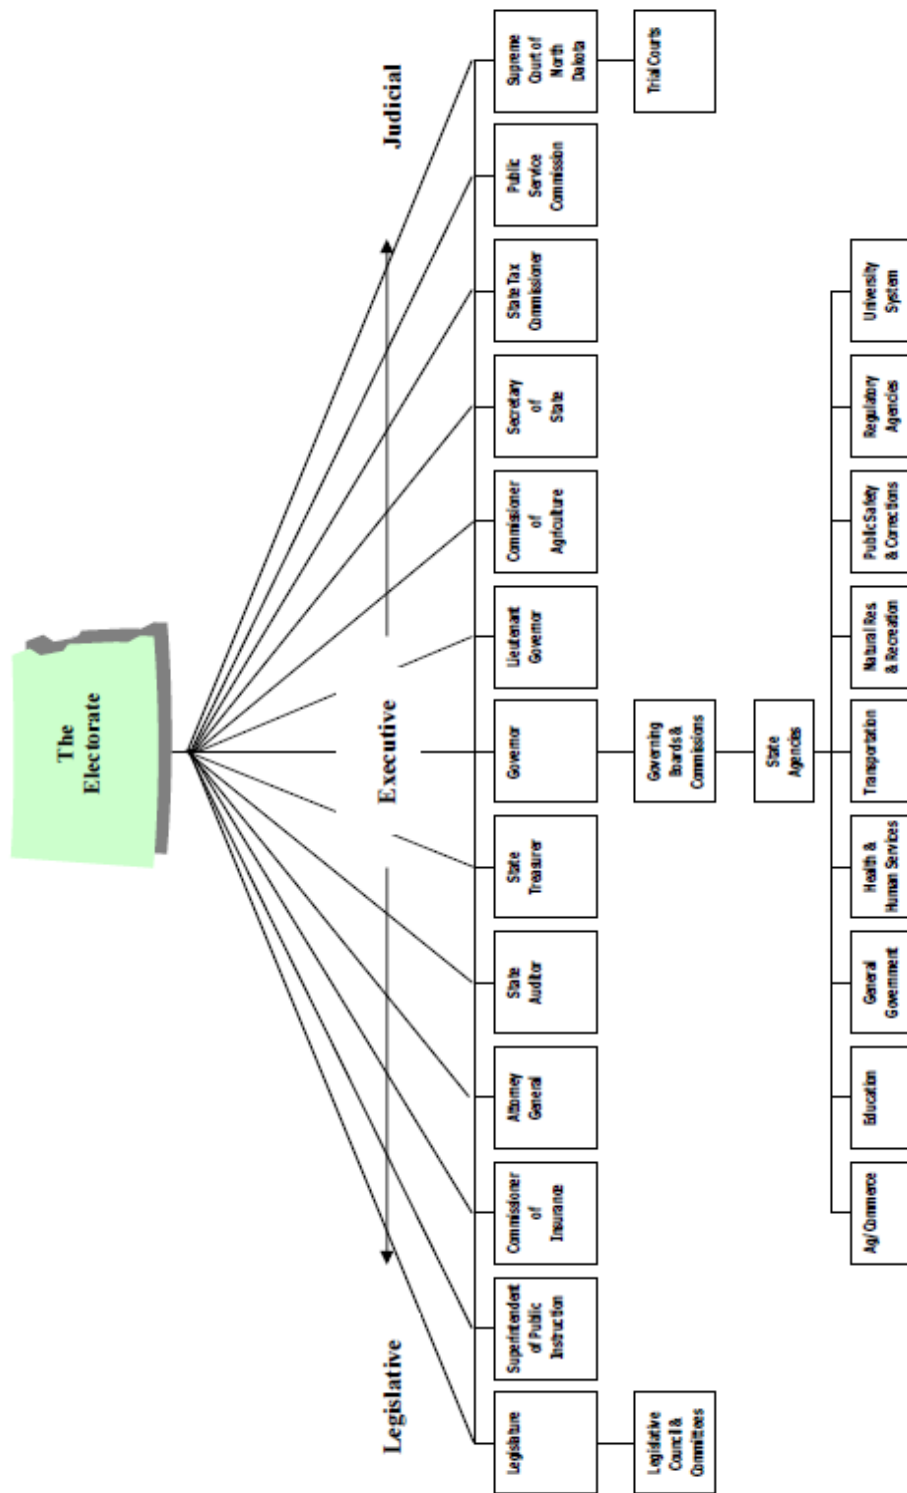 The
Electorate
Legislative
Executive
Judicial
Legislature
Superintendent
of Public
Instruction
Commissioner
of
Insurance
Attorney
General
State
Auditor
State
Treasurer
Governor
Lieutenant
Governor
Commissioner
of
Agriculture
Secretary
of
State
State Tax
Commissioner
Public
Service
Commission
Supreme
Court of
North
Dakota
Legislative
Council &
Committees
Governing
Boards &
Commissions
Trial Courts
State
Agencies
Ag/Commerce
Education
General
Government
Health &
Human Services
Transportation
Natural Res.
& Recreation
Public Safety
& Corrections
Regulatory
Agencies
University
System